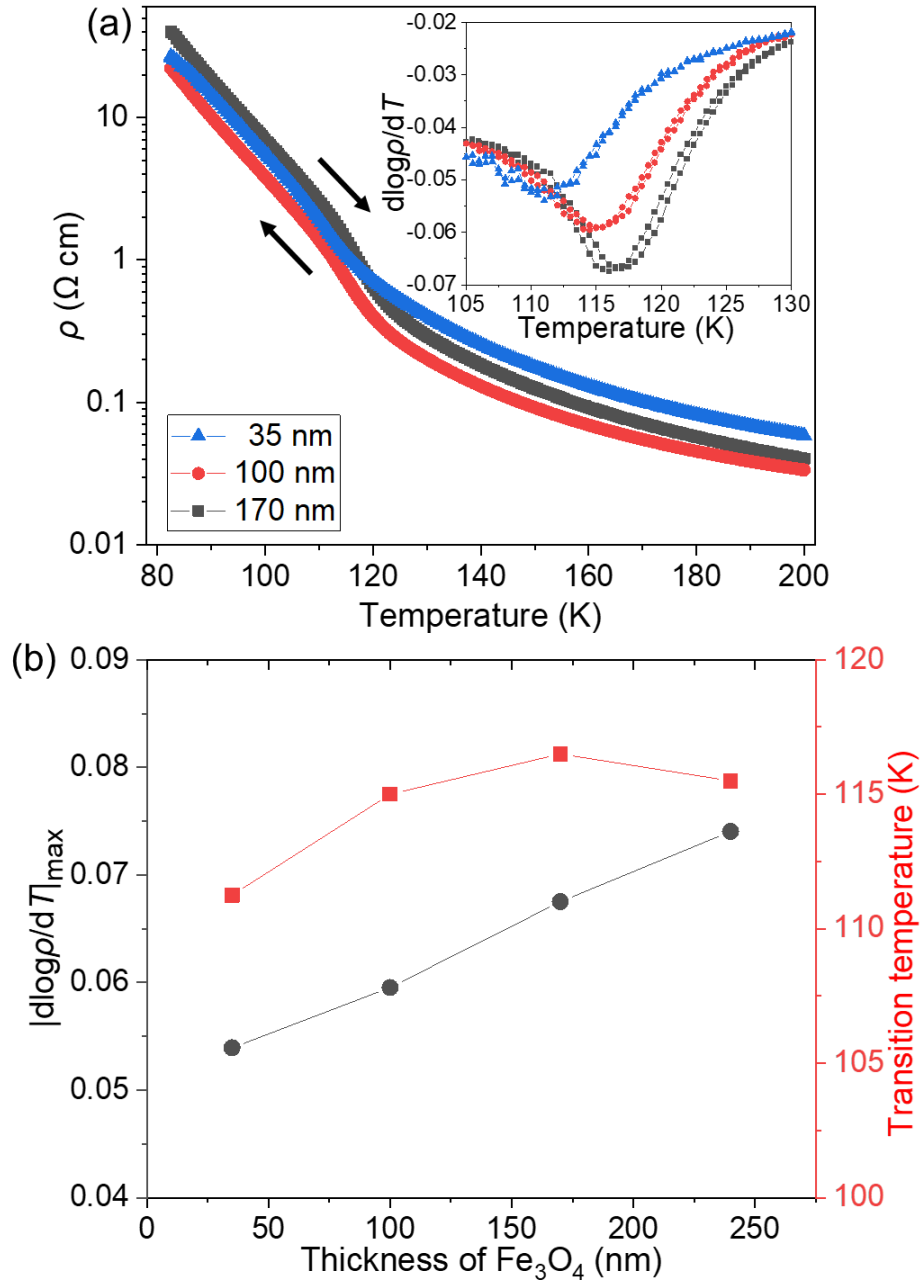 (a)
10
1
0.1
0.01
ρ (Ω cm)
80 100 120 140 160 180 200
Temperature (K)
35 nm
100 nm
170 nm
-0.02
-0.03
-0.04
-0.05
-0.06
-0.07
dlogρ/dT
105 110 115 120 125 130
Temperature (K)
(b)
0.09
0.08
0.07
0.06
0.05
0.04
|dlogρ/dT|max
0 50 100 150 200 250
Thickness of Fe₃O₄ (nm)
120
115
110
105
100
Transition temperature (K)